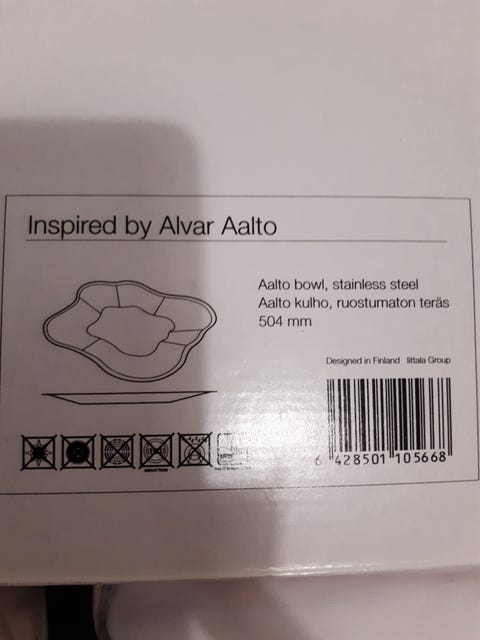 Inspired by Alvar Aalto
Aalto bowl, stainless steel
Aalto kulho, ruostumaton teräs
504 mm
Designed in Finland Iittala Group
6 428501 105668
INDUCTION